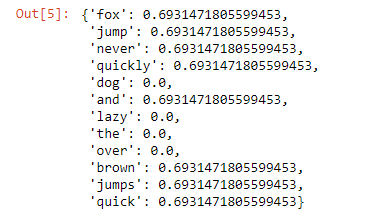 Out[5]: {'fox': 0.6931471805599453,
'jump': 0.6931471805599453,
'never': 0.6931471805599453,
'quickly': 0.6931471805599453,
'dog': 0.0,
'and': 0.6931471805599453,
'lazy': 0.0,
'the': 0.0,
'over': 0.0,
'brown': 0.6931471805599453,
'jumps': 0.6931471805599453,
'quick': 0.6931471805599453}